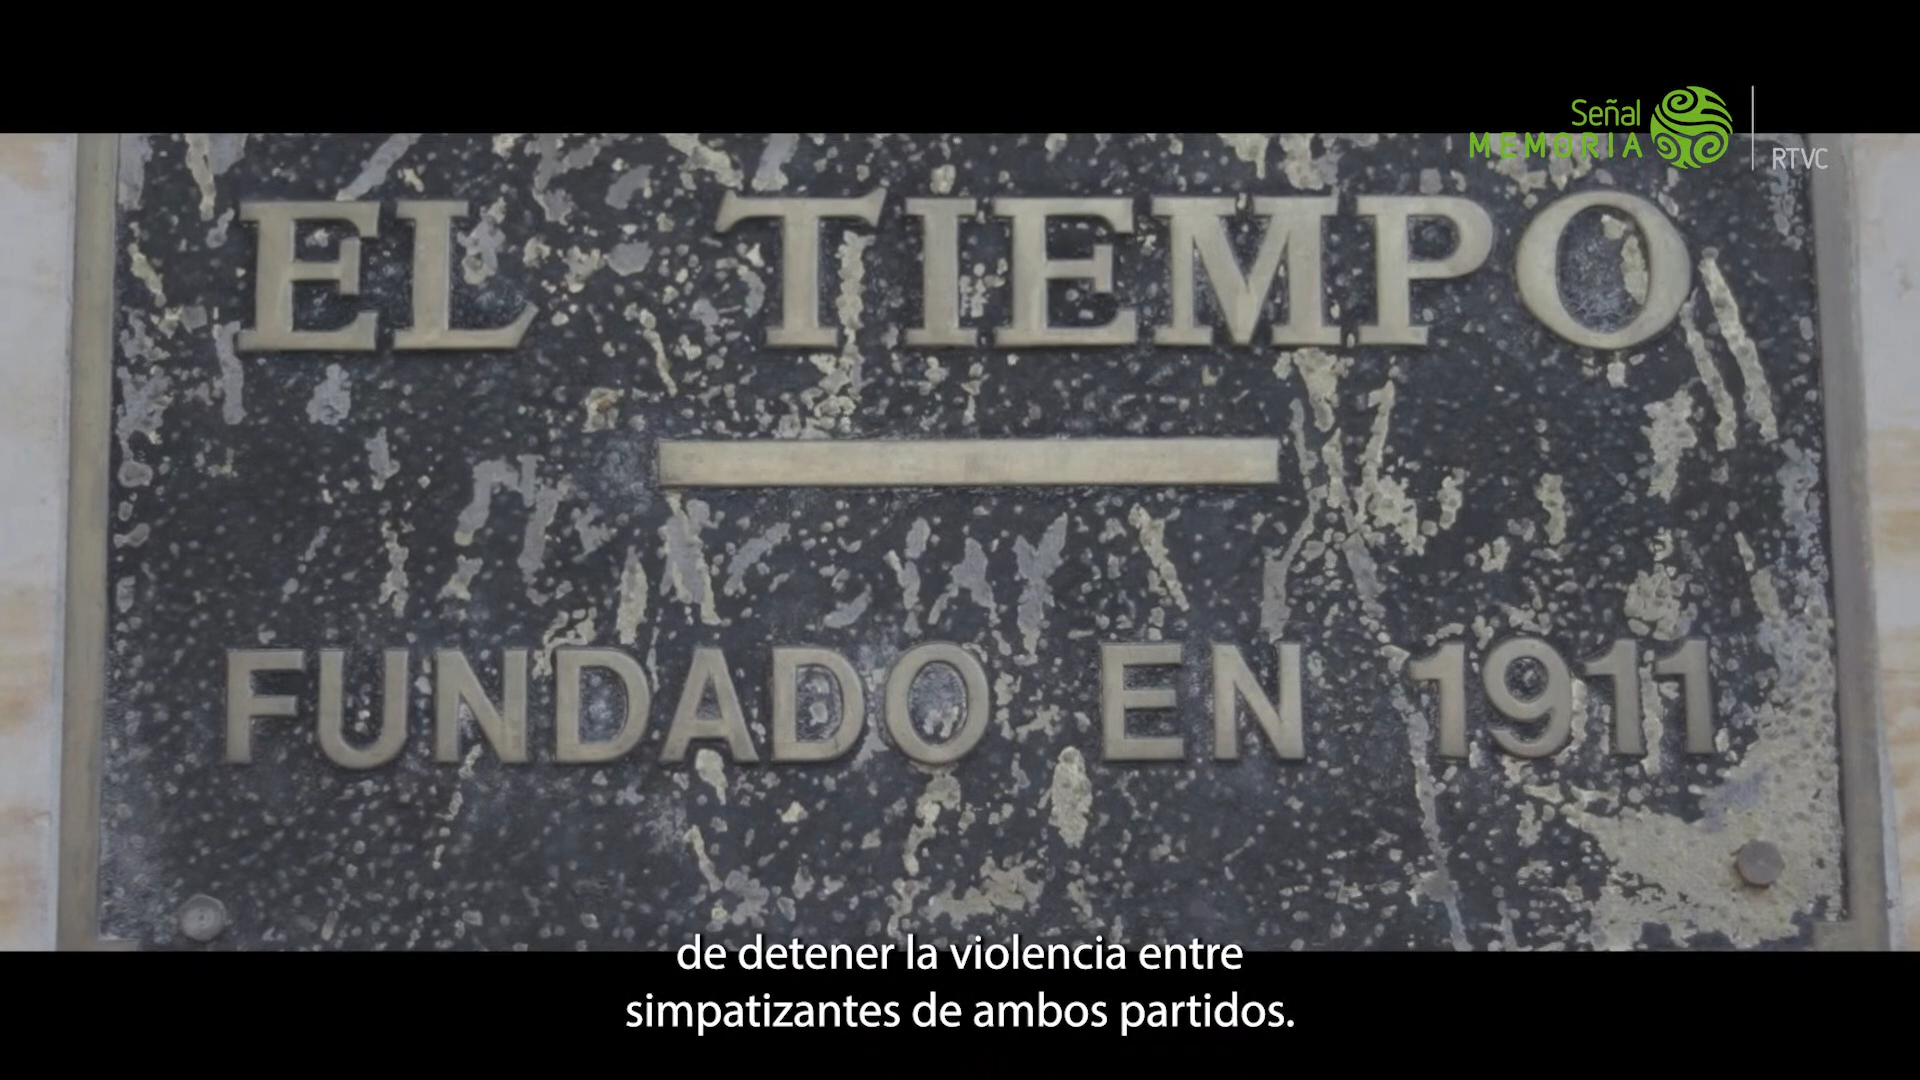 Señal
MEMORIA
RTVC
EL TIEMPO
FUNDADO EN 1911
de detener la violencia entre
simpatizantes de ambos partidos.